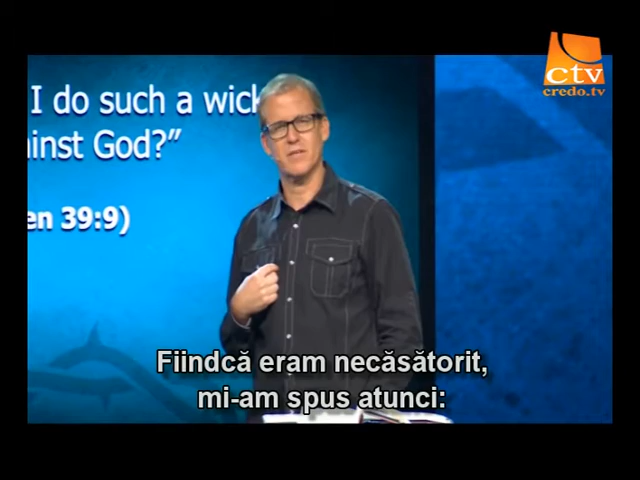 ctv
credo.tv
I do such a wick
inst God?”
en 39:9)
Fiindcă eram necăsătorit,
mi-am spus atunci: